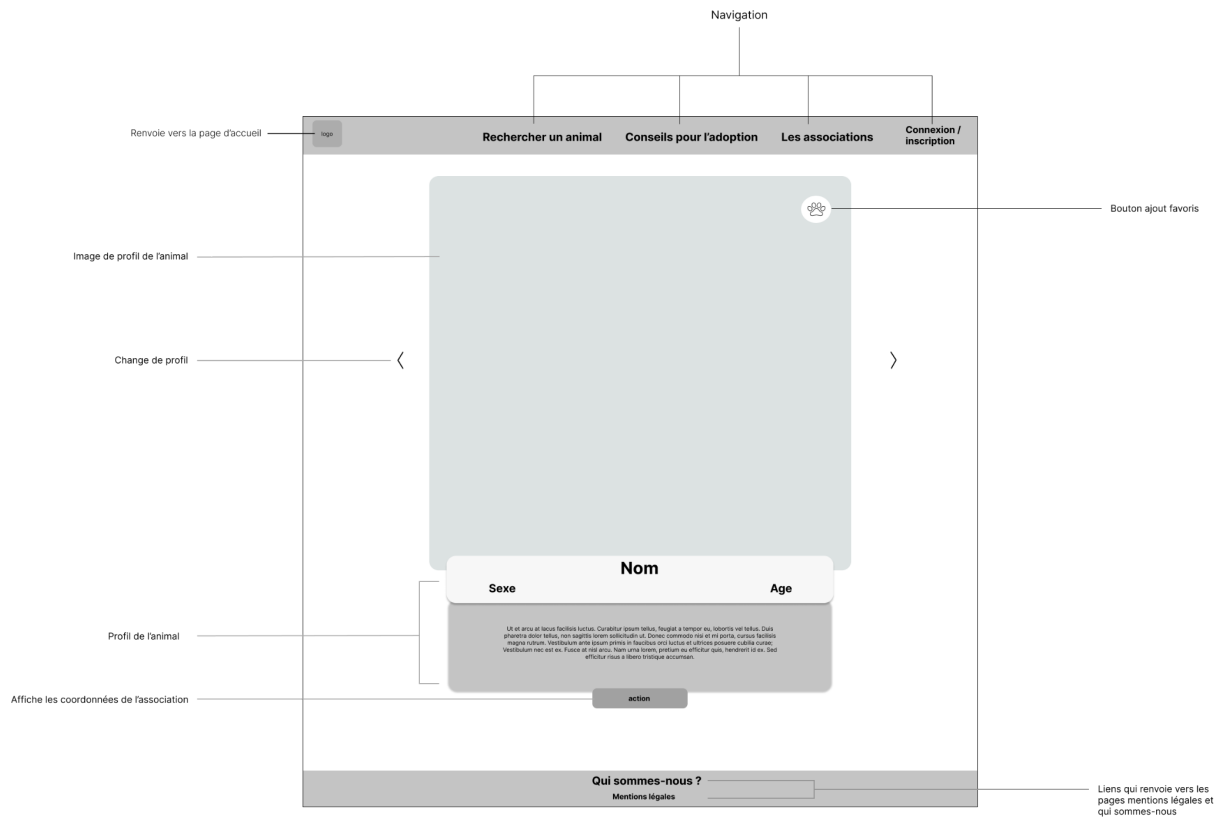 Navigation
Renvoie vers la page d'accueil
logo
Rechercher un animal
Conseils pour l'adoption
Les associations
Connexion /
inscription
Bouton ajout favoris
Image de profil de l'animal
Change de profil
Nom
Sexe
Age
Profil de l'animal
Ut et arcu at lacus facilisis luctus. Curabitur ipsum tellus, feugiat a tempor eu, lobortis vel tellus. Duis
pharetra dolor tellus, non sagittis lorem sollicitudin ut. Donec commodo nisl et mi porta, cursus facilisis
magna rutrum. Vestibulum ante ipsum primis in faucibus orci luctus et ultrices posuere cubilia curae;
Vestibulum nec est ex. Fusce at nisl arcu. Nam urna lorem, pretium eu efficitur quis, hendrerit id ex. Sed
efficitur risus a libero tristique accumsan.
Affiche les coordonnées de l'association
action
Qui sommes-nous ?
Mentions légales
Liens qui renvoie vers les
pages mentions légales et
qui sommes-nous